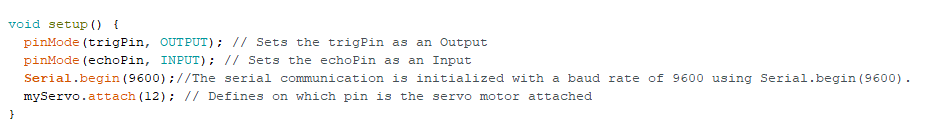 void setup() {
  pinMode(trigPin, OUTPUT); // Sets the trigPin as an Output
  pinMode(echoPin, INPUT); // Sets the echoPin as an Input
  Serial.begin(9600);//The serial communication is initialized with a baud rate of 9600 using Serial.begin(9600).
  myServo.attach(12); // Defines on which pin is the servo motor attached
}